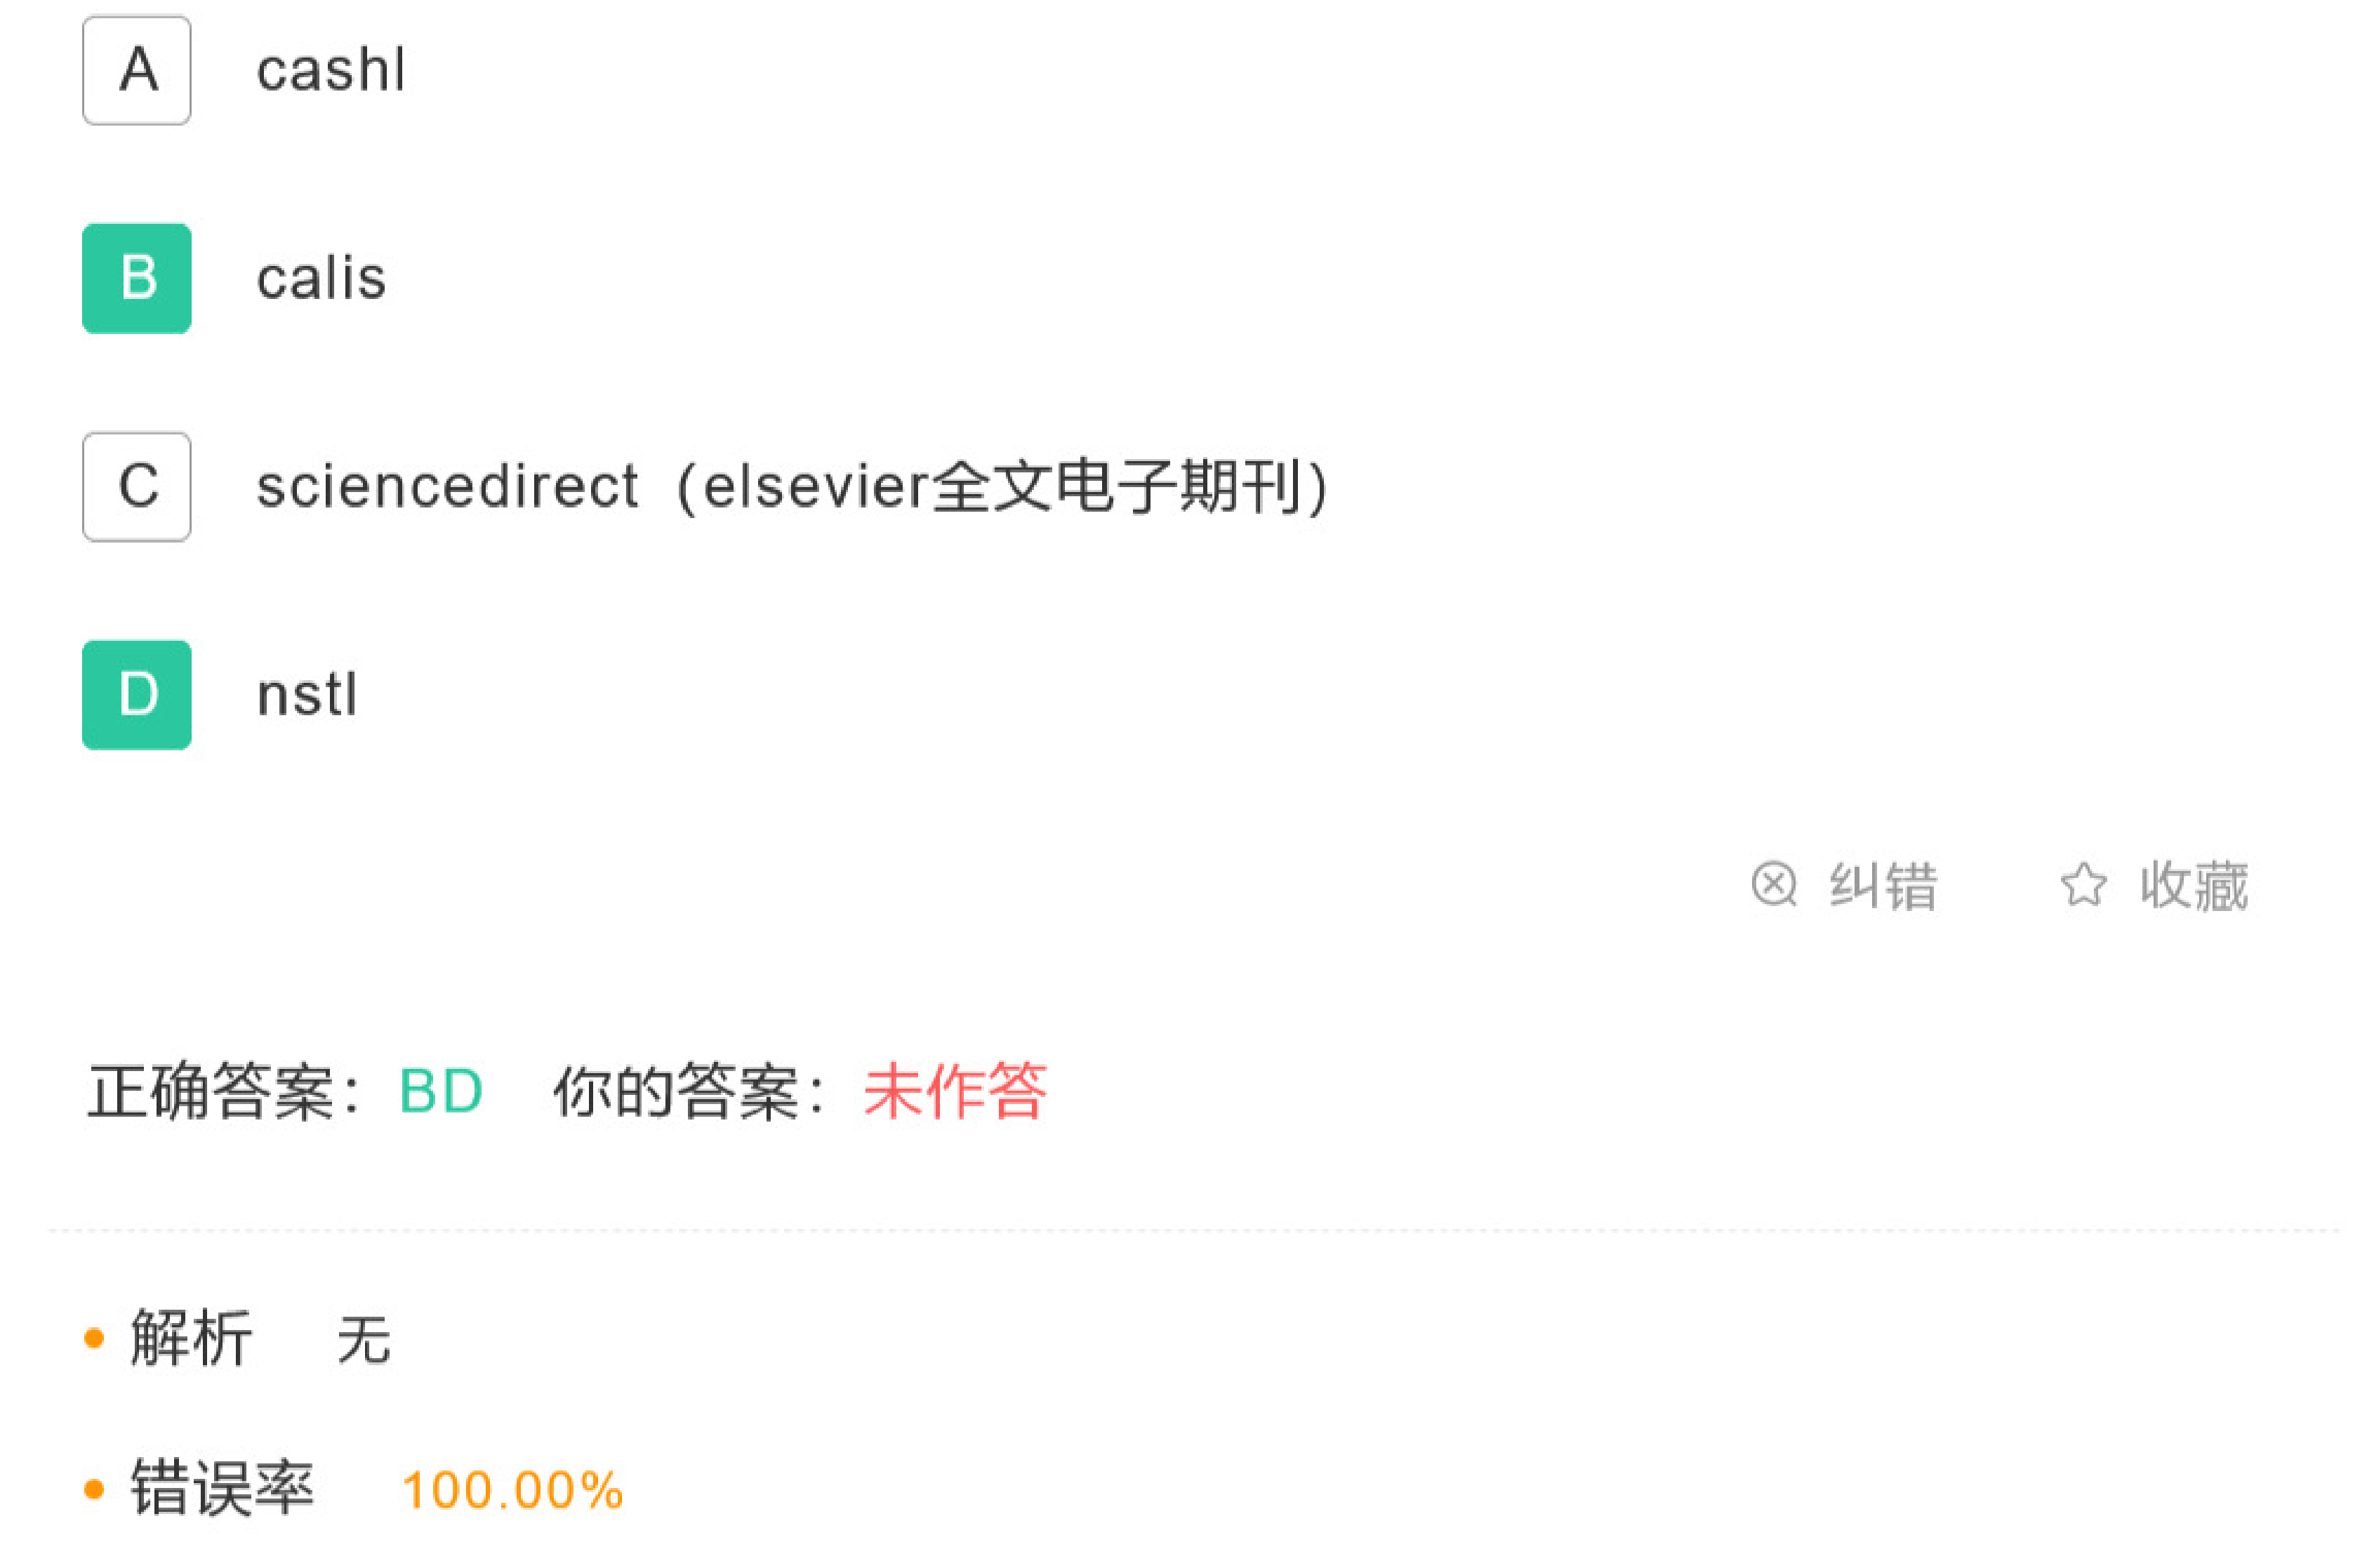 A cashl
B calis
C sciencedirect（elsevier全文电子期刊）
D nstl
纠错 收藏
正确答案：BD 你的答案：未作答
解析 无
错误率 100.00%